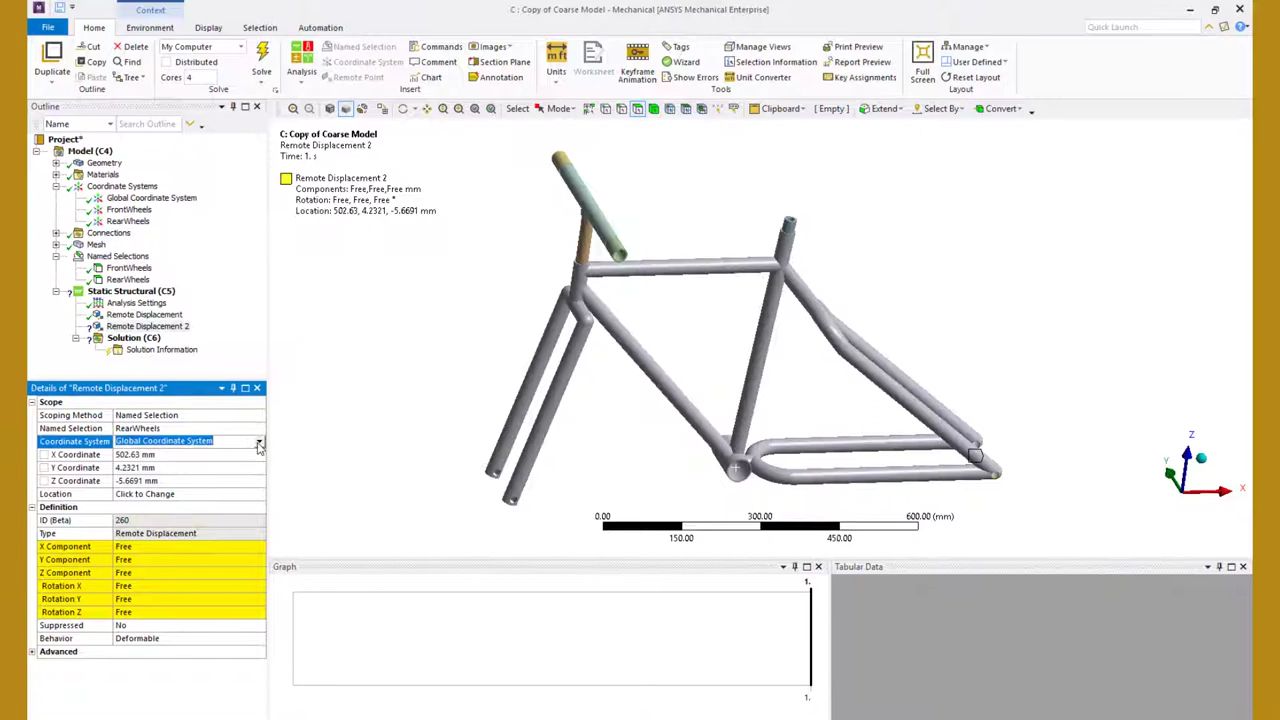 Context
C : Copy of Coarse Model - Mechanical [ANSYS Mechanical Enterprise]
File Home Environment Display Selection Automation Quick Launch
Duplicate Cut Delete My Computer Solve Analysis Named Selection Commands Images Section Plane Units Worksheet Keyframe Animation Tags Manage Views Print Preview Full Screen Manage
Copy Find Distributed Coordinate System Comment Wizard Selection Information Report Preview User Defined
Paste Tree Cores 4 Remote Point Chart Annotation Show Errors Unit Converter Key Assignments Reset Layout
Outline Solve Insert Tools Layout
Outline
Select Mode Clipboard [ Empty ] Extend Select By Convert
Name Search Outline
Project*
Model (C4)
Geometry
Materials
Coordinate Systems
Global Coordinate System
FrontWheels
RearWheels
Connections
Mesh
Named Selections
FrontWheels
RearWheels
Static Structural (C5)
Analysis Settings
Remote Displacement
Remote Displacement 2
Solution (C6)
Solution Information
C: Copy of Coarse Model
Remote Displacement 2
Time: 1. s
Remote Displacement 2
Components: Free,Free,Free mm
Rotation: Free, Free, Free °
Location: 502.63, 4.2321, -5.6691 mm
Z
Y
X
0.00 300.00 600.00 (mm)
150.00 450.00
Details of "Remote Displacement 2"
Scope
Scoping Method Named Selection
Named Selection RearWheels
Coordinate System Global Coordinate System
X Coordinate 502.63 mm
Y Coordinate 4.2321 mm
Z Coordinate -5.6691 mm
Location Click to Change
Definition
ID (Beta) 260
Type Remote Displacement
X Component Free
Y Component Free
Z Component Free
Rotation X Free
Rotation Y Free
Rotation Z Free
Suppressed No
Behavior Deformable
Advanced
Graph
1.
1.
Tabular Data